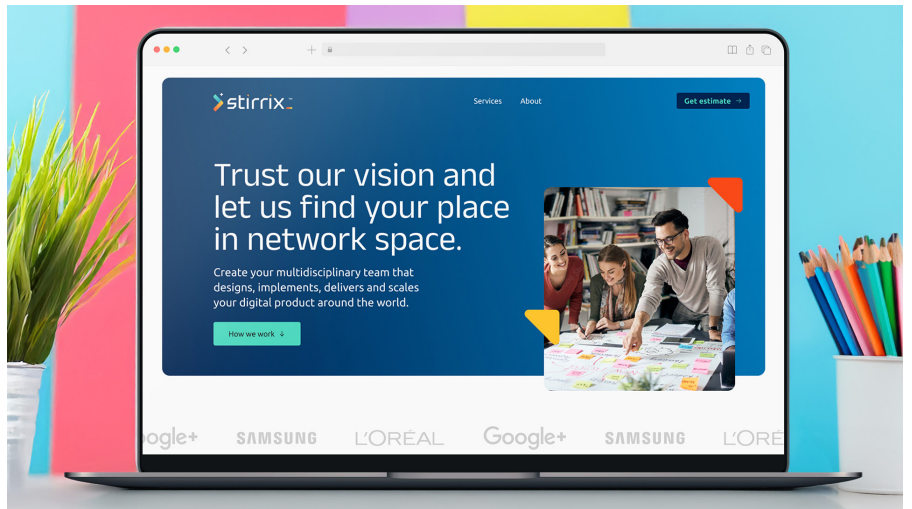 stirrix
Services About
Get estimate →
Trust our vision and
let us find your place
in network space.
Create your multidisciplinary team that
designs, implements, delivers and scales
your digital product around the world.
How we work ↓
oogle+ SAMSUNG L'ORÉAL Google+ SAMSUNG L'ORÉ